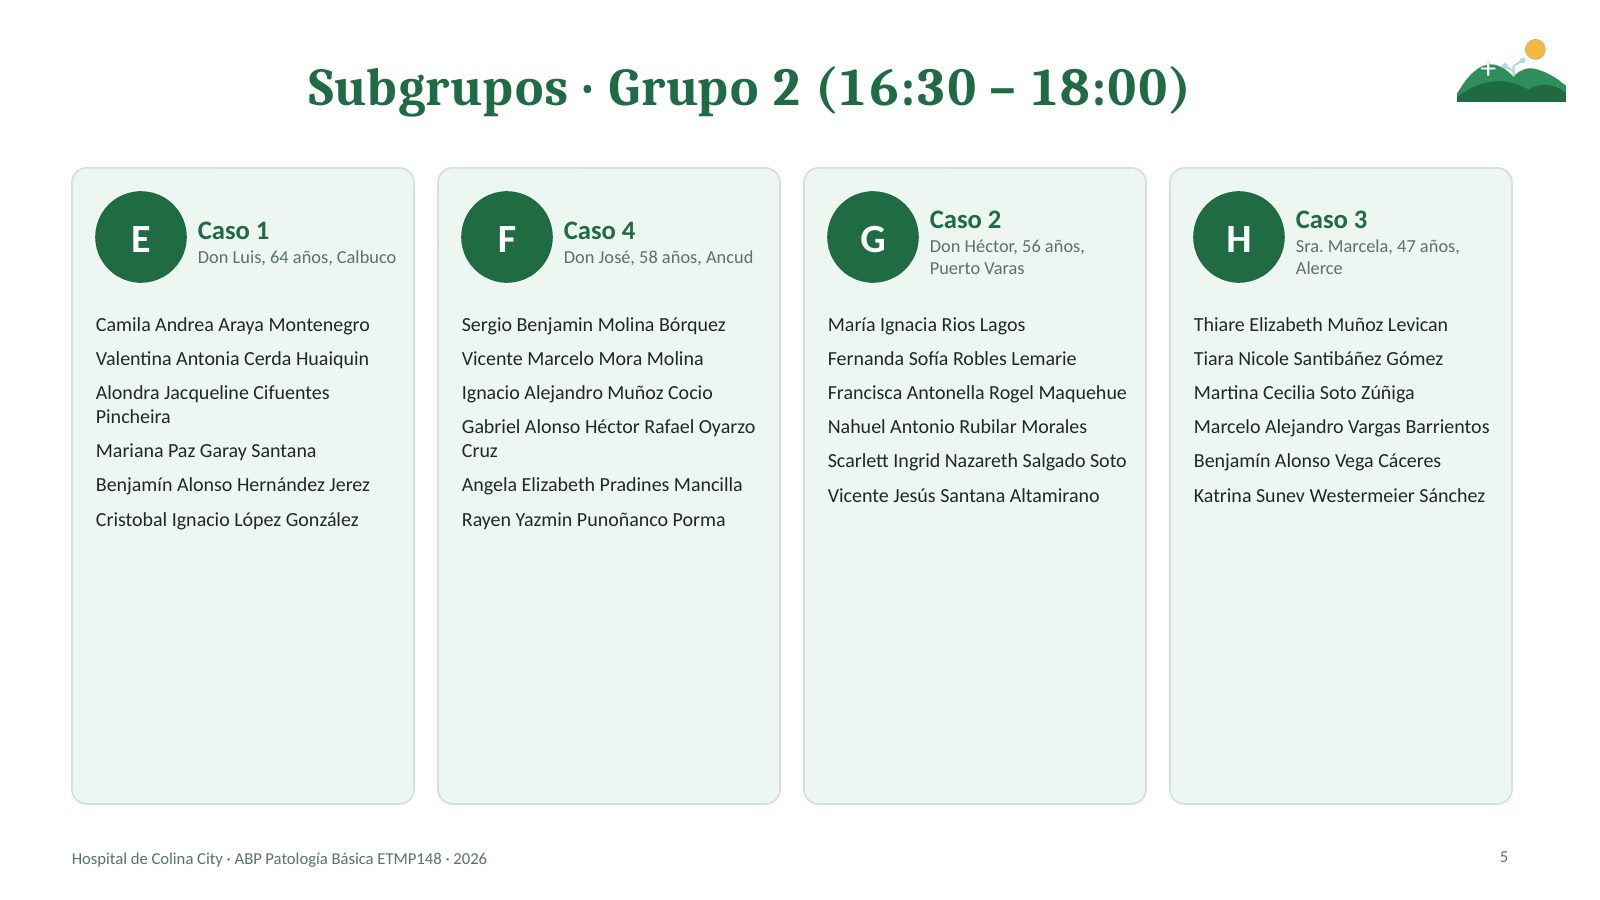 Subgrupos · Grupo 2 (16:30 – 18:00)
E
Caso 1
Don Luis, 64 años, Calbuco
Camila Andrea Araya Montenegro
Valentina Antonia Cerda Huaiquin
Alondra Jacqueline Cifuentes
Pincheira
Mariana Paz Garay Santana
Benjamín Alonso Hernández Jerez
Cristobal Ignacio López González
F
Caso 4
Don José, 58 años, Ancud
Sergio Benjamin Molina Bórquez
Vicente Marcelo Mora Molina
Ignacio Alejandro Muñoz Cocio
Gabriel Alonso Héctor Rafael Oyarzo
Cruz
Angela Elizabeth Pradines Mancilla
Rayen Yazmin Punoñanco Porma
G
Caso 2
Don Héctor, 56 años,
Puerto Varas
María Ignacia Rios Lagos
Fernanda Sofía Robles Lemarie
Francisca Antonella Rogel Maquehue
Nahuel Antonio Rubilar Morales
Scarlett Ingrid Nazareth Salgado Soto
Vicente Jesús Santana Altamirano
H
Caso 3
Sra. Marcela, 47 años,
Alerce
Thiare Elizabeth Muñoz Levican
Tiara Nicole Santibáñez Gómez
Martina Cecilia Soto Zúñiga
Marcelo Alejandro Vargas Barrientos
Benjamín Alonso Vega Cáceres
Katrina Sunev Westermeier Sánchez
Hospital de Colina City · ABP Patología Básica ETMP148 · 2026
5